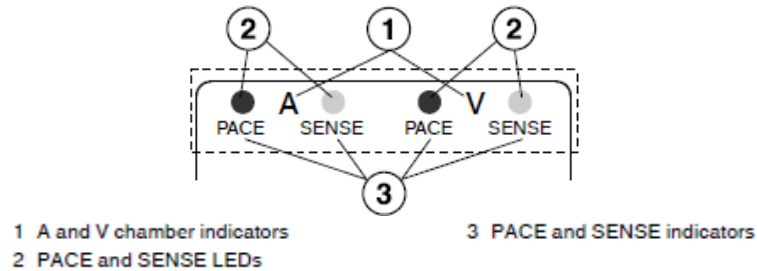 2 1 2
A V
PACE SENSE PACE SENSE
3
1 A and V chamber indicators
2 PACE and SENSE LEDs
3 PACE and SENSE indicators